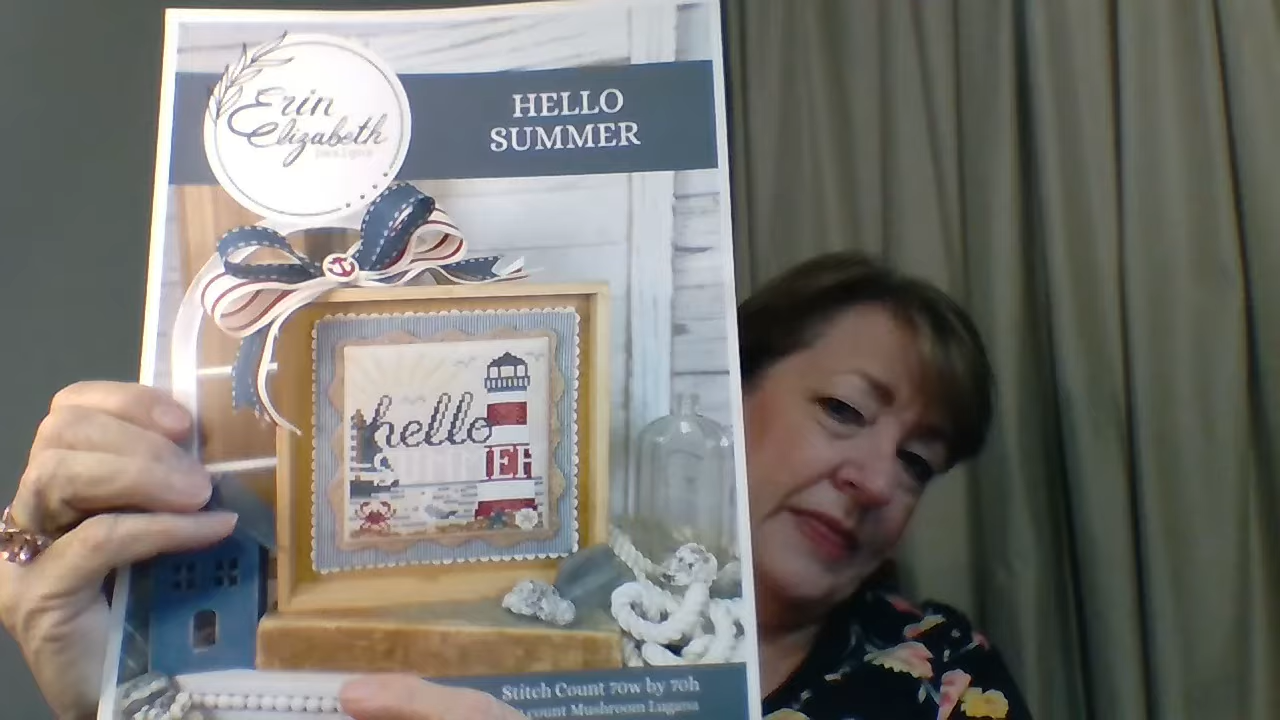 Erin
Elizabeth
Designs
HELLO
SUMMER
hello
Stitch Count 70w by 70h
count Mushroom Lugana